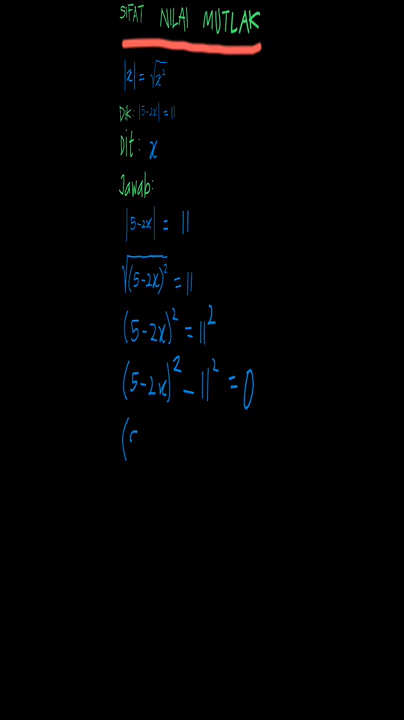 SIFAT NILAI MUTLAK
|x| = √x²
Dik: |5-2x| = 11
Dit: x
Jawab:
|5-2x| = 11
√(5-2x)² = 11
(5-2x)² = 11²
(5-2x)² - 11² = 0
(